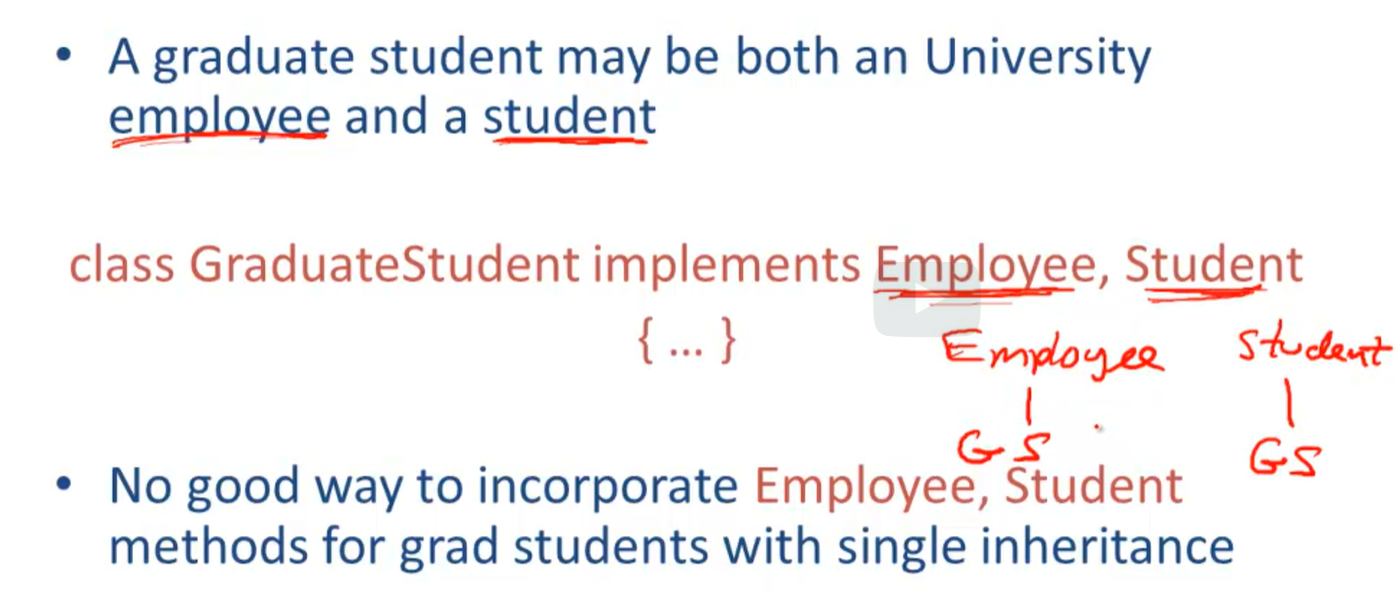 • A graduate student may be both an University
employee and a student
class GraduateStudent implements Employee, Student
{ ... }
Employee Student
GS GS
• No good way to incorporate Employee, Student
methods for grad students with single inheritance